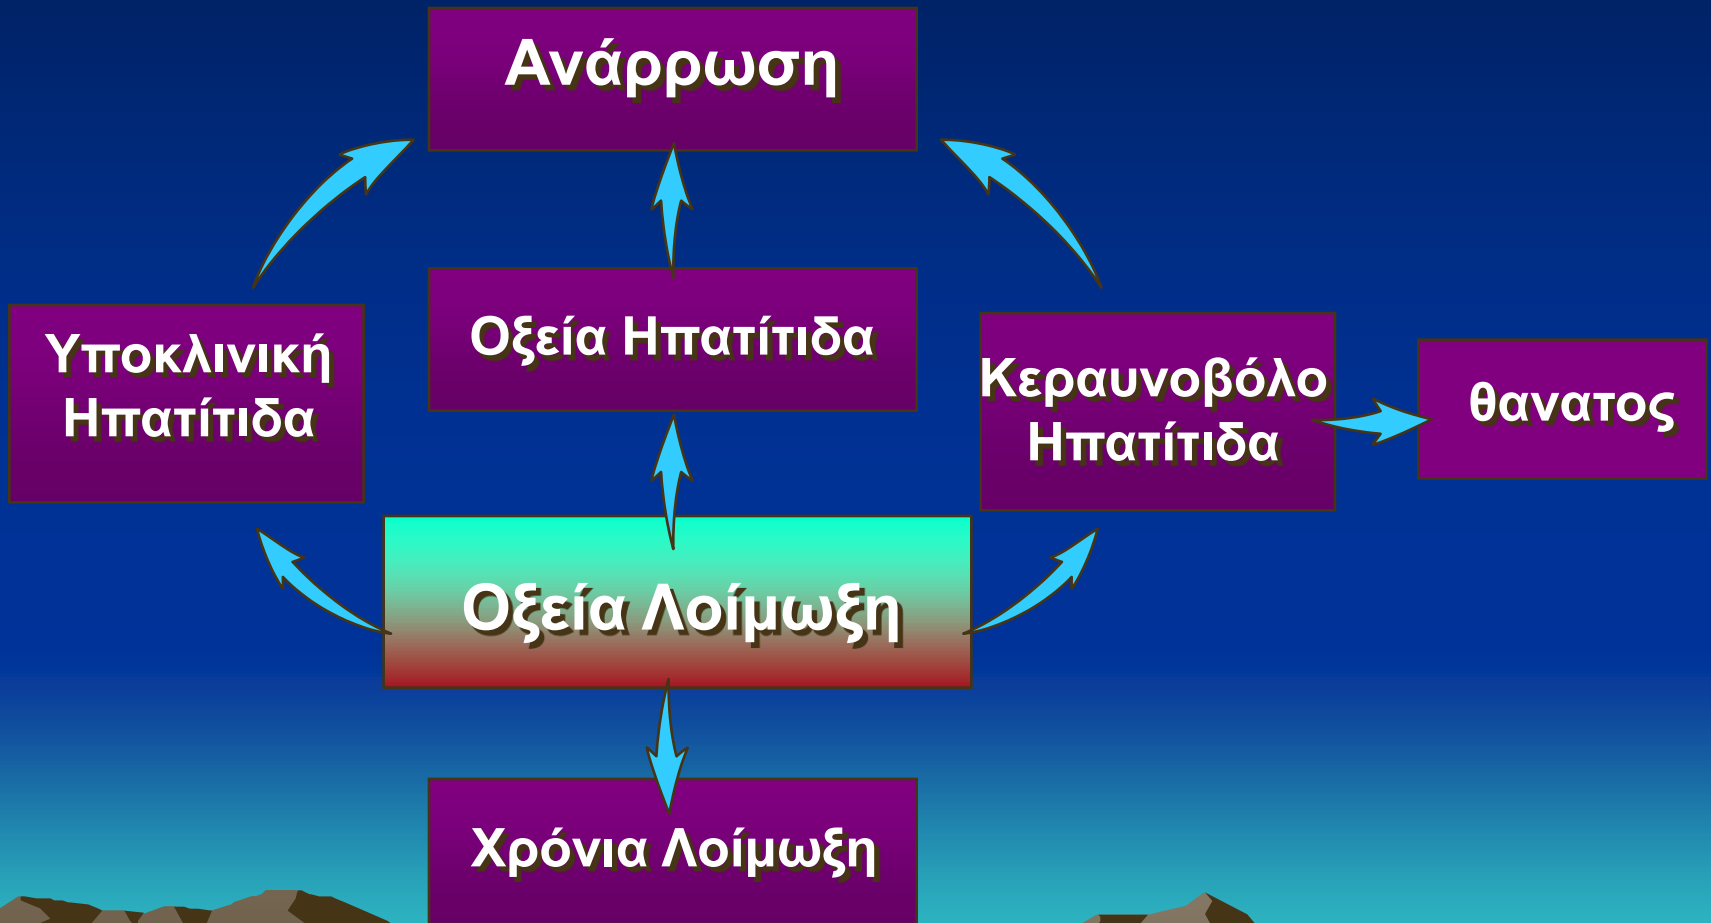 Ανάρρωση
Οξεία Ηπατίτιδα
Υποκλινική
Ηπατίτιδα
Κεραυνοβόλο
Ηπατίτιδα
θανατος
Οξεία Λοίμωξη
Χρόνια Λοίμωξη